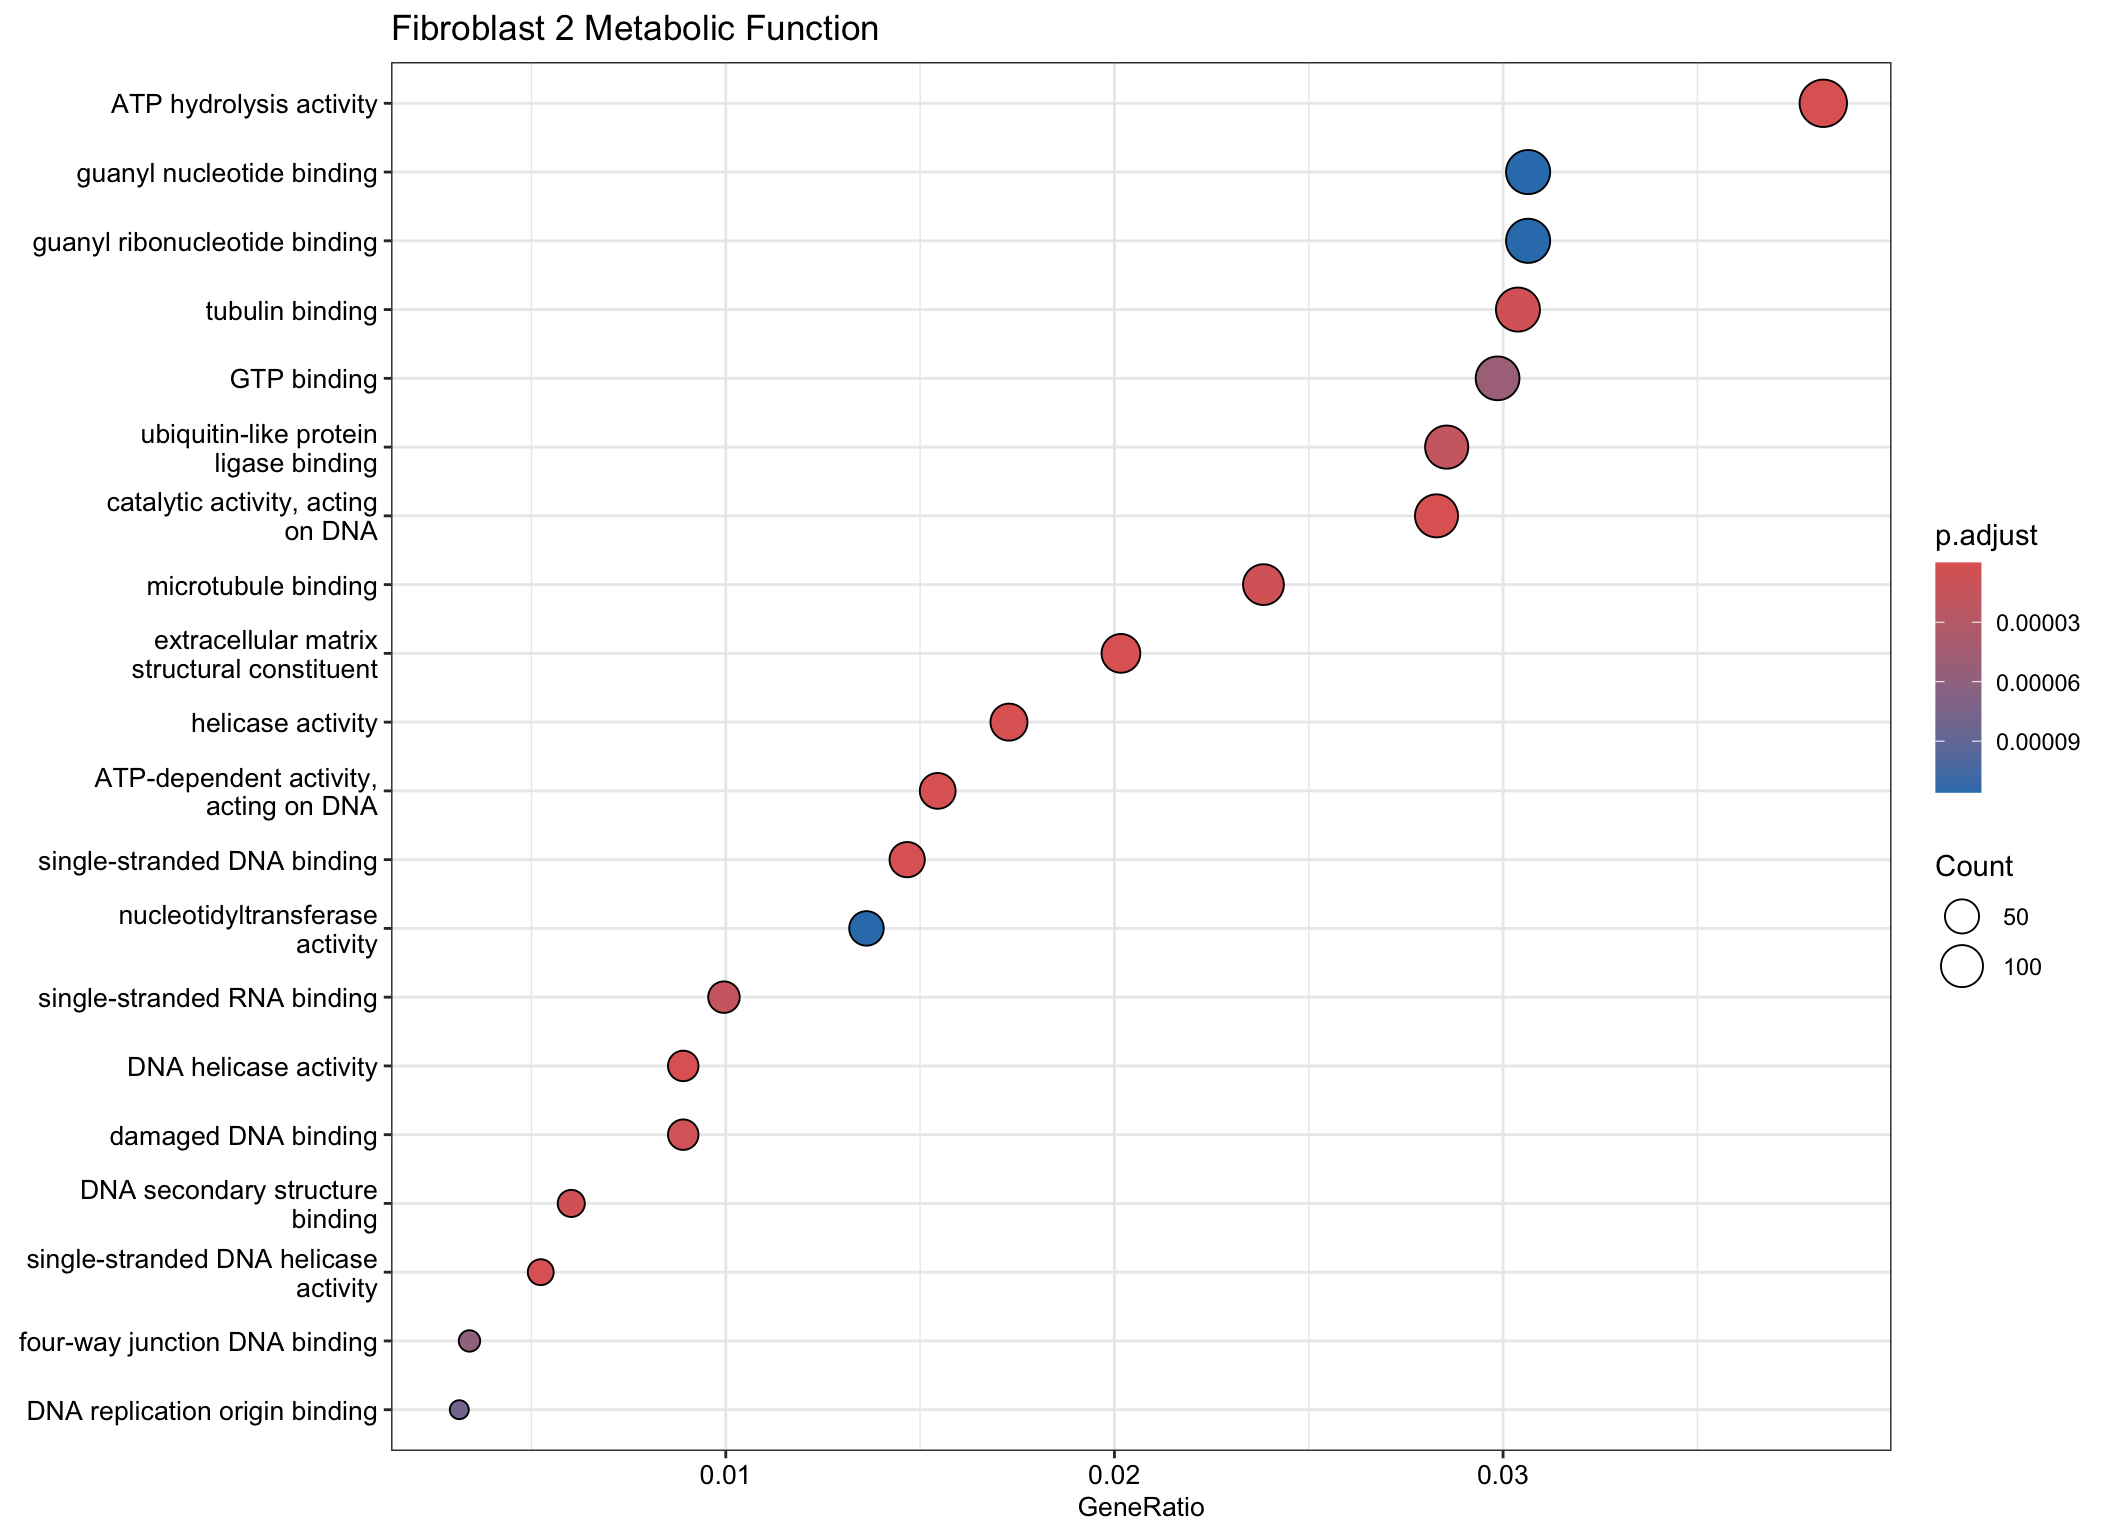 Fibroblast 2 Metabolic Function
ATP hydrolysis activity
guanyl nucleotide binding
guanyl ribonucleotide binding
tubulin binding
GTP binding
ubiquitin-like protein
ligase binding
catalytic activity, acting
on DNA
microtubule binding
extracellular matrix
structural constituent
helicase activity
ATP-dependent activity,
acting on DNA
single-stranded DNA binding
nucleotidyltransferase
activity
single-stranded RNA binding
DNA helicase activity
damaged DNA binding
DNA secondary structure
binding
single-stranded DNA helicase
activity
four-way junction DNA binding
DNA replication origin binding
0.01
0.02
0.03
GeneRatio
p.adjust
0.00003
0.00006
0.00009
Count
50
100